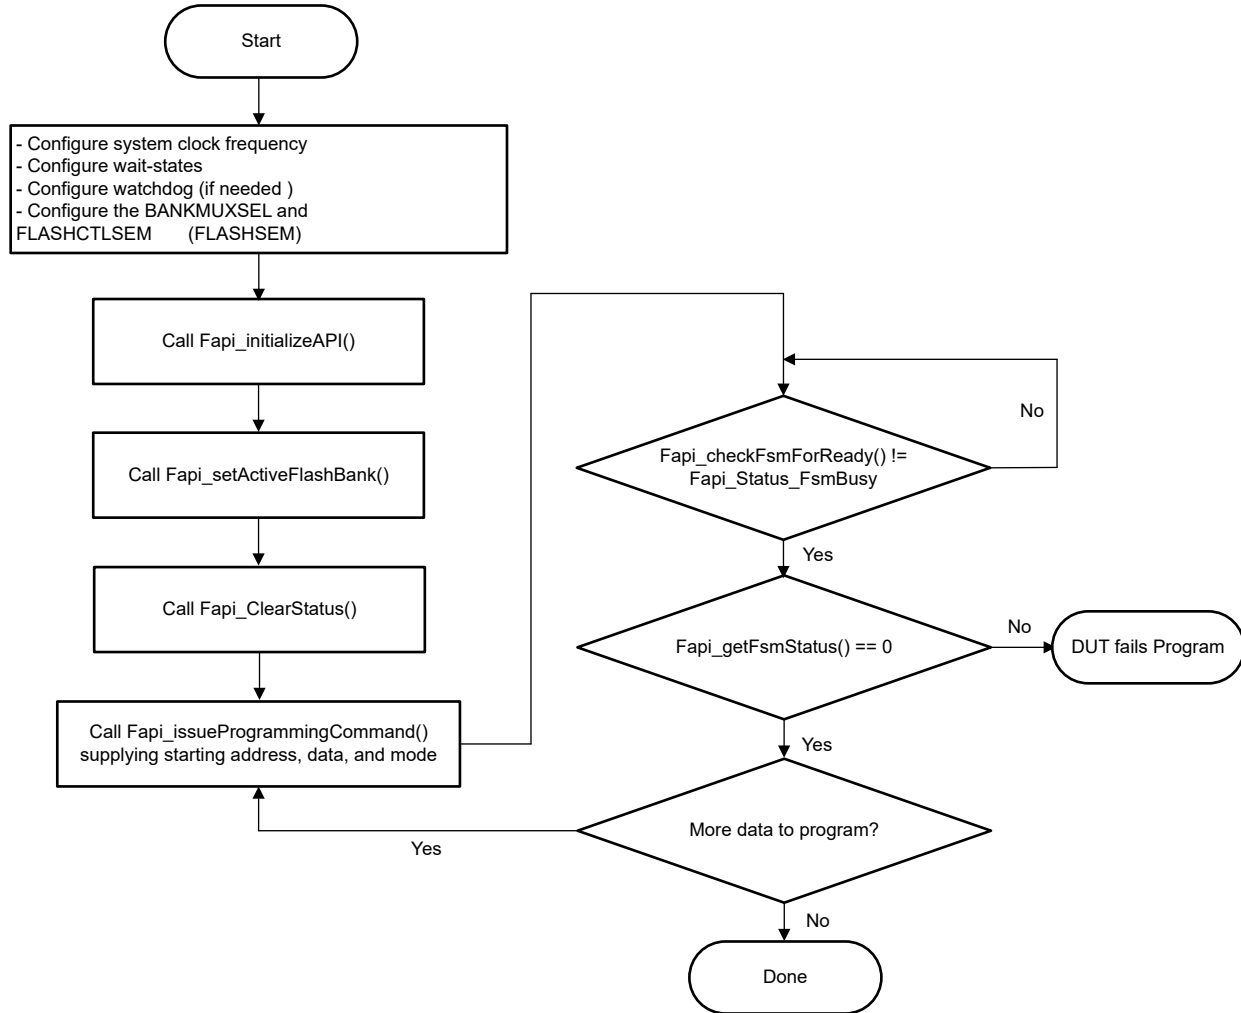 Start
- Configure system clock frequency
- Configure wait-states
- Configure watchdog (if needed )
- Configure the BANKMUXSEL and
FLASHCTLSEM (FLASHSEM)
Call Fapi_initializeAPI()
Call Fapi_setActiveFlashBank()
Call Fapi_ClearStatus()
Call Fapi_issueProgrammingCommand()
supplying starting address, data, and mode
Fapi_checkFsmForReady() !=
Fapi_Status_FsmBusy
No
Yes
Fapi_getFsmStatus() == 0
No
DUT fails Program
Yes
More data to program?
Yes
No
Done